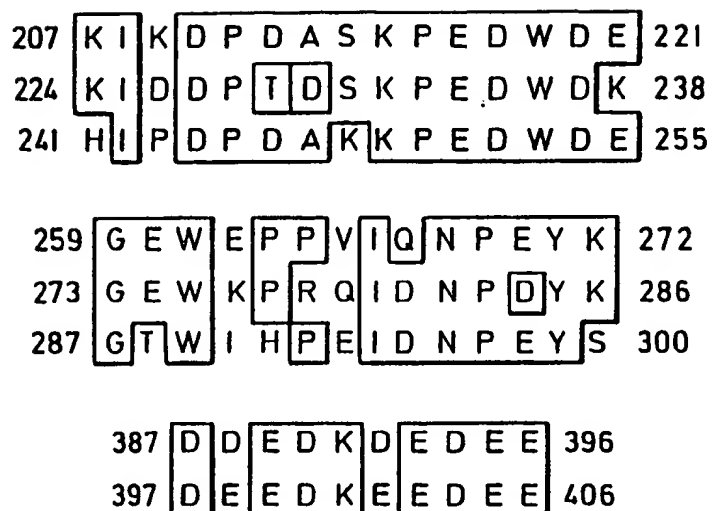 207 K I K D P D A S K P E D W D E 221
224 K I D D P T D S K P E D W D K 238
241 H I P D P D A K K P E D W D E 255
259 G E W E P P V I Q N P E Y K 272
273 G E W K P R Q I D N P D Y K 286
287 G T W I H P E I D N P E Y S 300
387 D D E D K D E D E E 396
397 D E E D K E E D E E 406